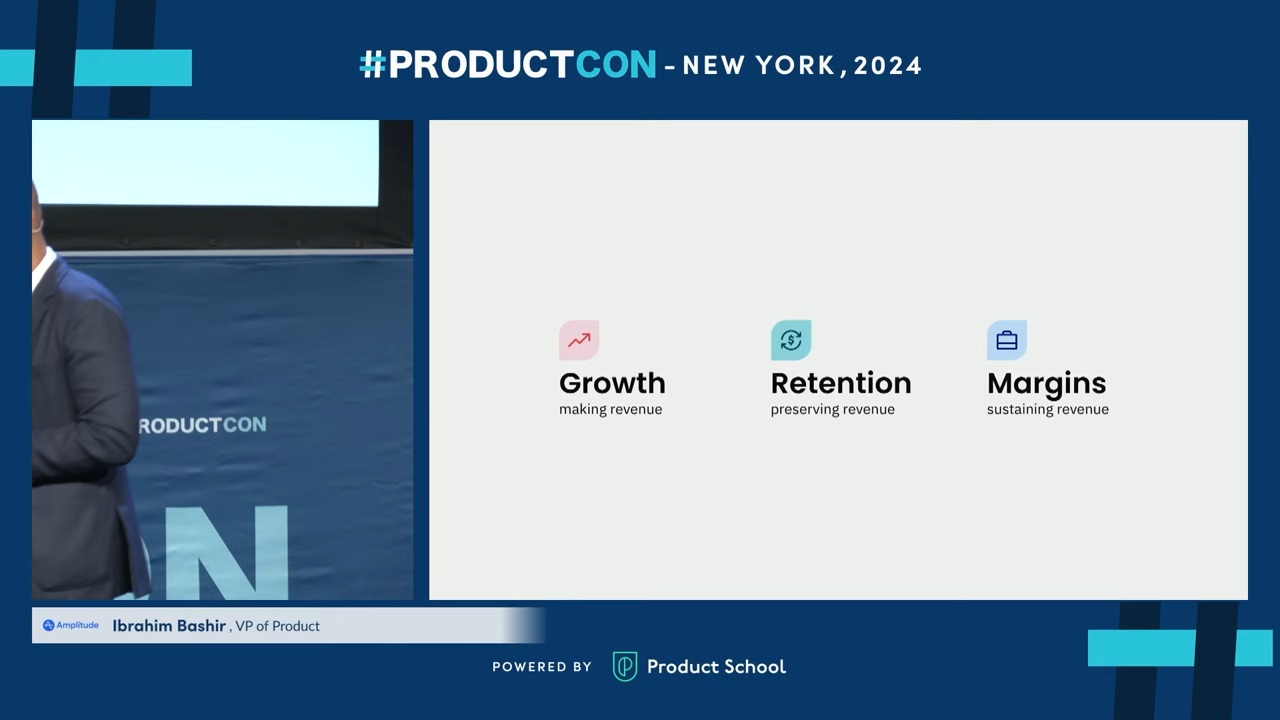 #PRODUCTCON - NEW YORK, 2024
RODUCTCON
N
Growth
making revenue
Retention
preserving revenue
$
Margins
sustaining revenue
Amplitude Ibrahim Bashir, VP of Product
POWERED BY Product School